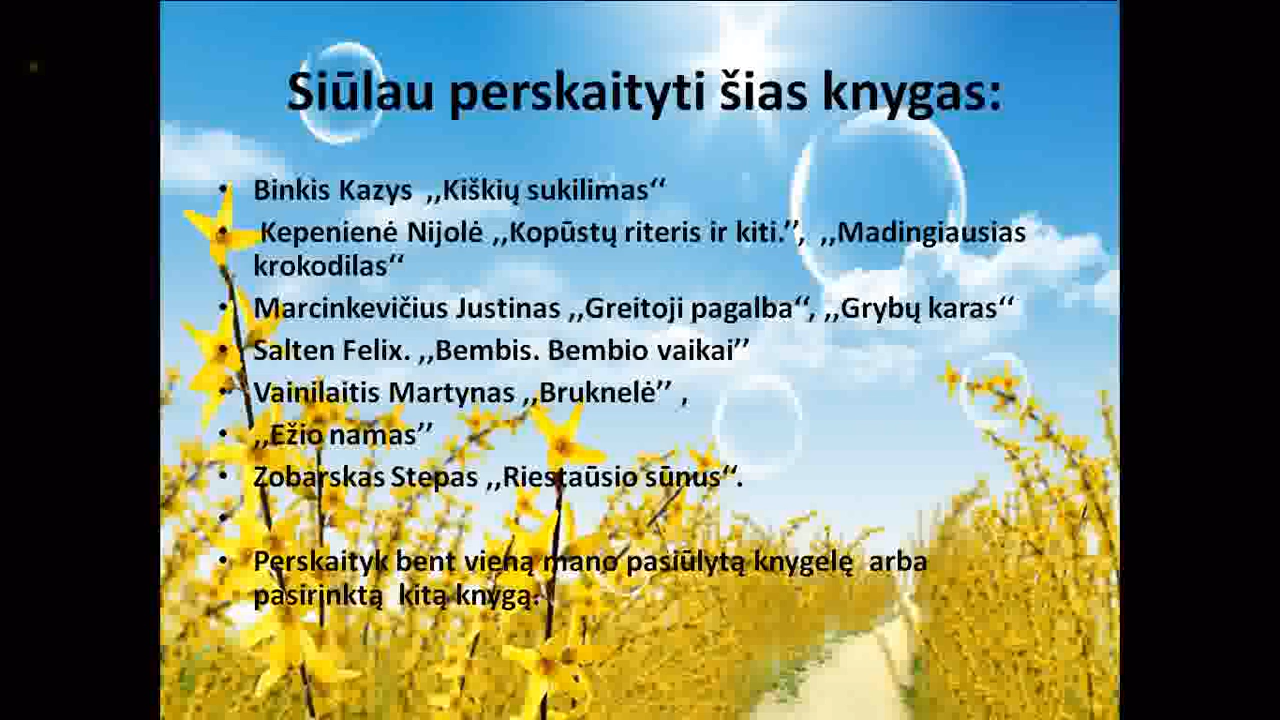 Siūlau perskaityti šias knygas:
• Binkis Kazys ,,Kiškių sukilimas‘‘
• Kepenienė Nijolė ,,Kopūstų riteris ir kiti.’’, ,,Madingiausias
krokodilas‘‘
• Marcinkevičius Justinas ,,Greitoji pagalba‘‘, ,,Grybų karas‘‘
• Salten Felix. ,,Bembis. Bembio vaikai’’
• Vainilaitis Martynas ,,Bruknelė’’ ,
• ,,Ežio namas’’
• Zobarskas Stepas ,,Riestaūsio sūnus‘‘.
•
• Perskaityk bent vieną mano pasiūlytą knygelę arba
pasirinktą kitą knygą.